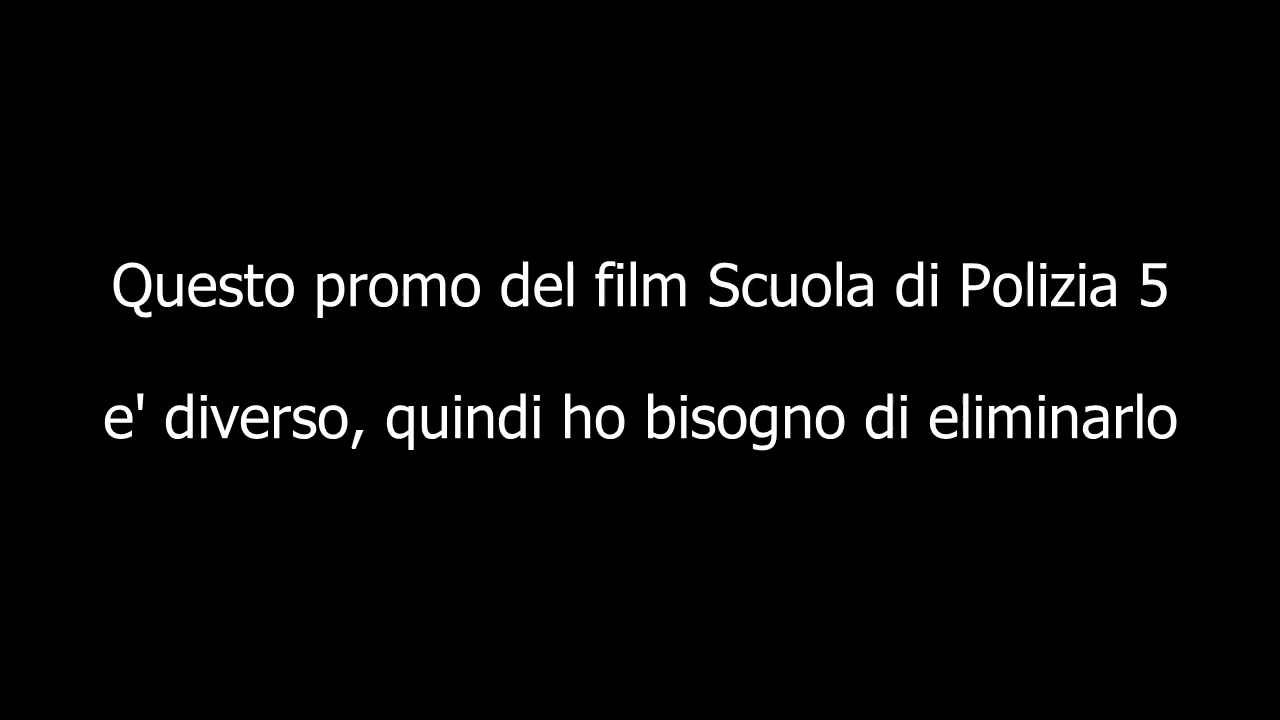 Questo promo del film Scuola di Polizia 5
e' diverso, quindi ho bisogno di eliminarlo